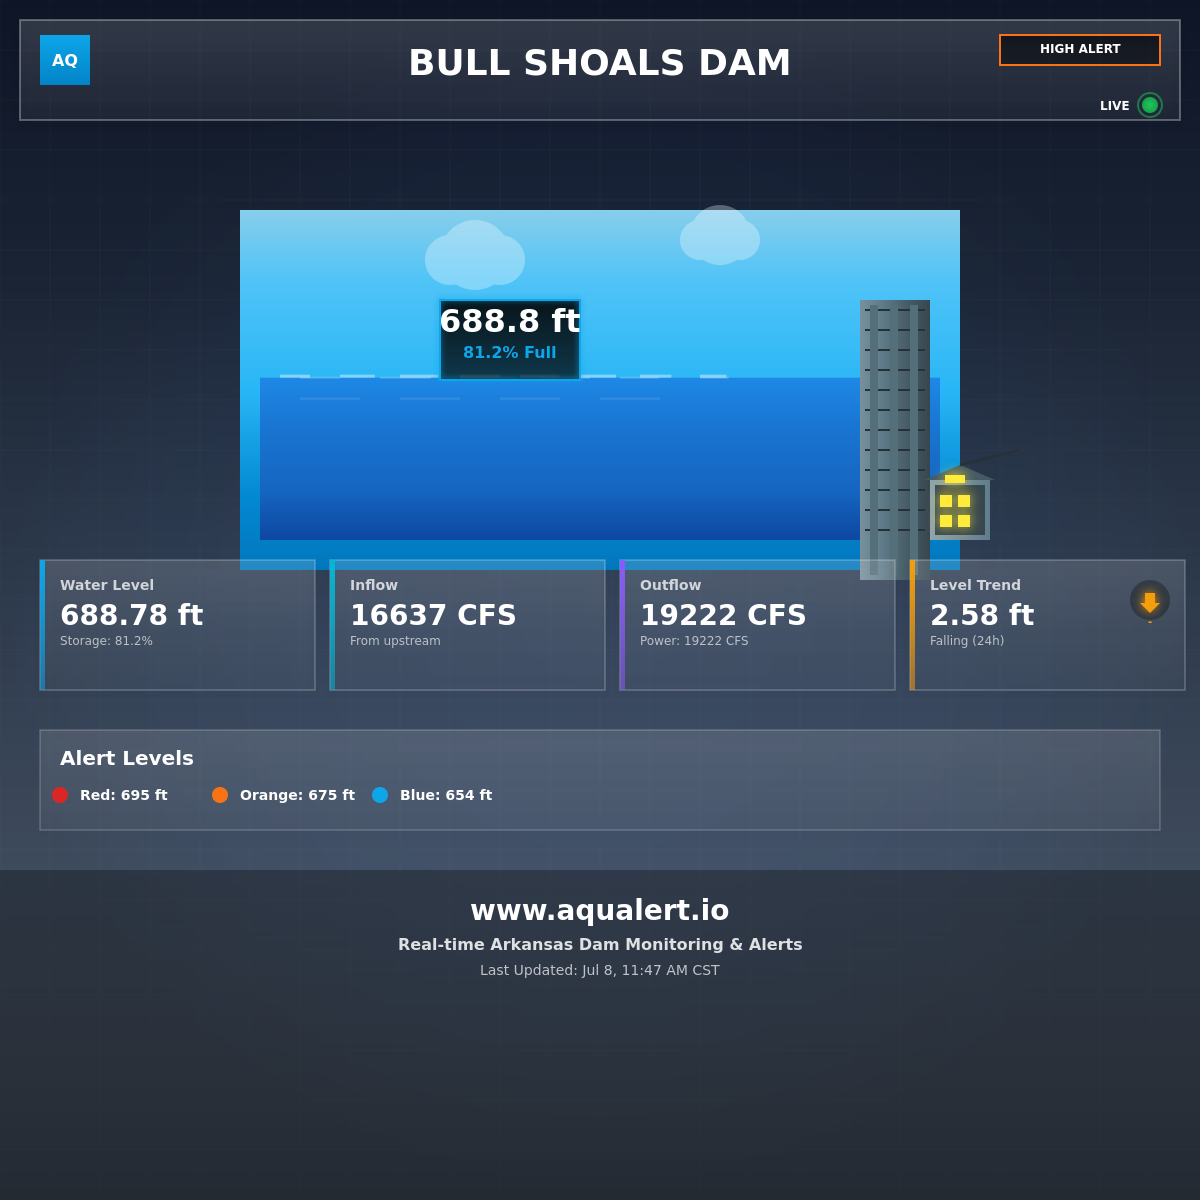 AQ
BULL SHOALS DAM
HIGH ALERT
LIVE
688.8 ft
81.2% Full
Water Level
688.78 ft
Storage: 81.2%
Inflow
16637 CFS
From upstream
Outflow
19222 CFS
Power: 19222 CFS
Level Trend
2.58 ft
Falling (24h)
Alert Levels
Red: 695 ft
Orange: 675 ft
Blue: 654 ft
www.aqualert.io
Real-time Arkansas Dam Monitoring & Alerts
Last Updated: Jul 8, 11:47 AM CST